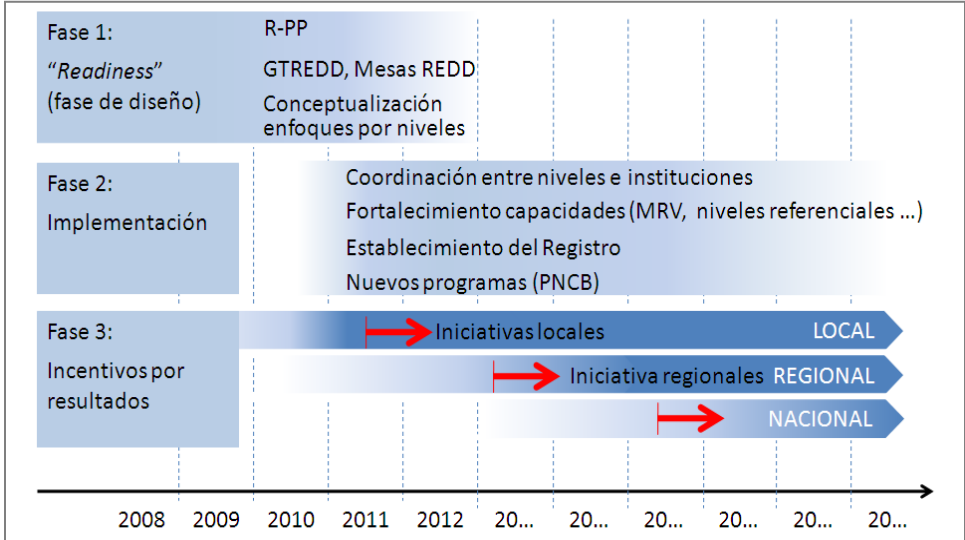 Fase 1:
“Readiness”
(fase de diseño)
R-PP
GTREDD, Mesas REDD
Conceptualización
enfoques por niveles
Fase 2:
Implementación
Coordinación entre niveles e instituciones
Fortalecimiento capacidades (MRV, niveles referenciales ...)
Establecimiento del Registro
Nuevos programas (PNCB)
Fase 3:
Incentivos por
resultados
Iniciativas locales LOCAL
Iniciativa regionales REGIONAL
NACIONAL
2008 2009 2010 2011 2012 20... 20... 20... 20... 20... 20...